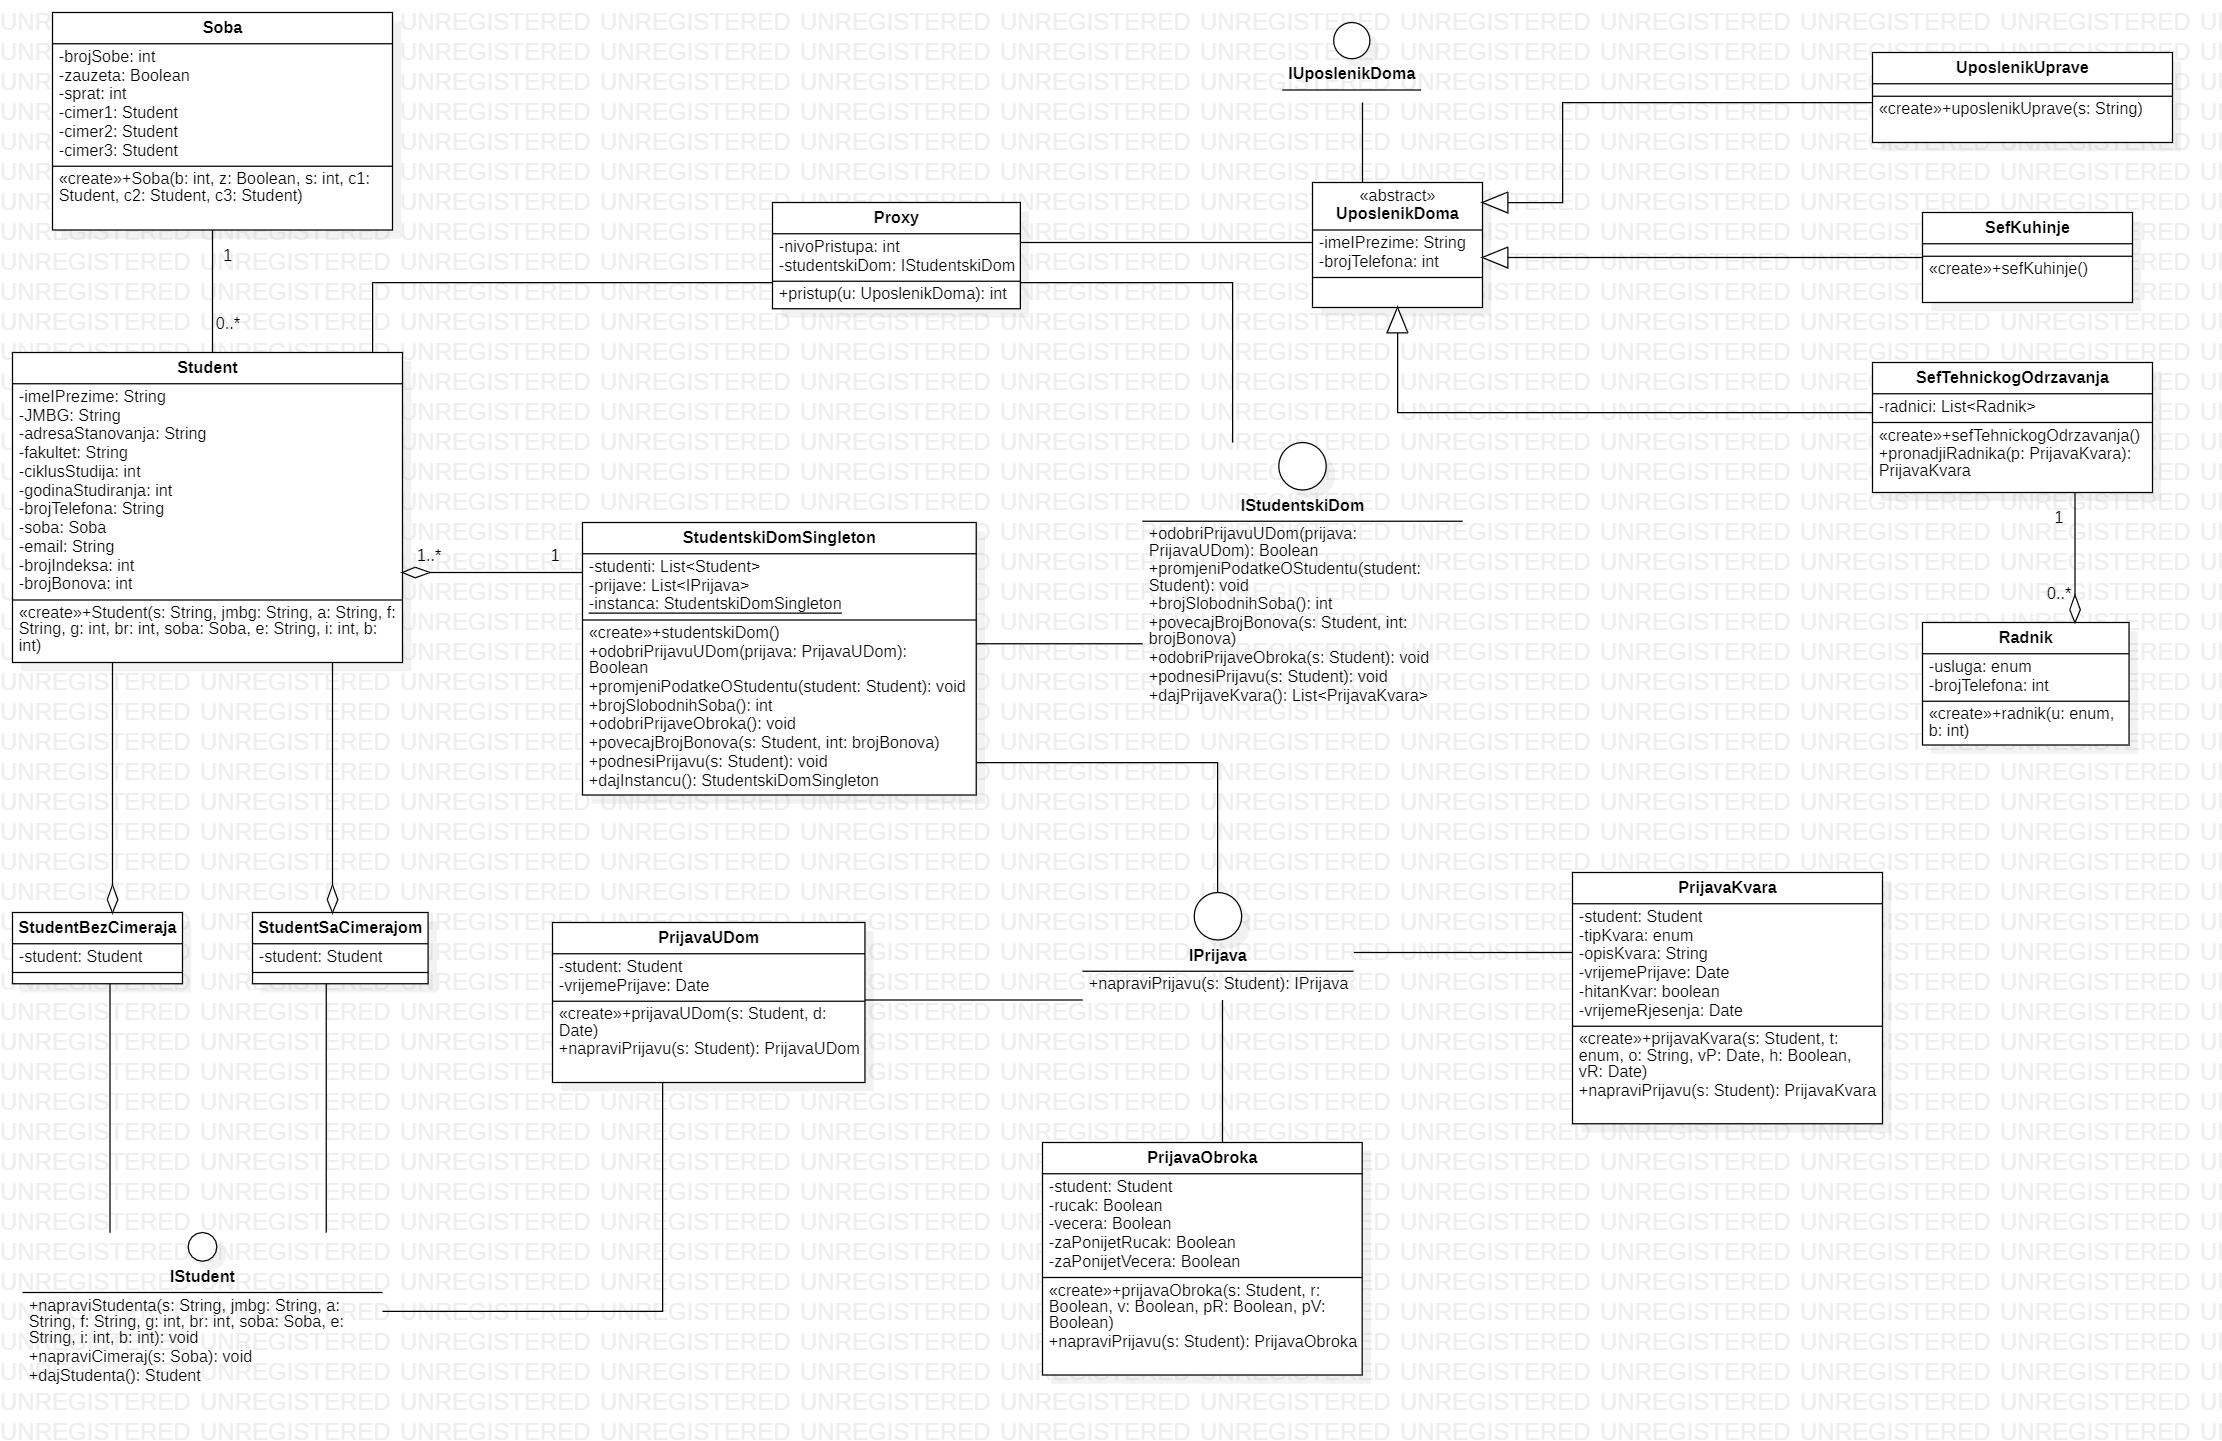 Soba
-brojSobe: int
-zauzeta: Boolean
-sprat: int
-cimer1: Student
-cimer2: Student
-cimer3: Student
«create»+Soba(b: int, z: Boolean, s: int, c1:
Student, c2: Student, c3: Student)
1
0..*
Student
-imeIPrezime: String
-JMBG: String
-adresaStanovanja: String
-fakultet: String
-ciklusStudija: int
-godinaStudiranja: int
-brojTelefona: String
-soba: Soba
-email: String
-brojIndeksa: int
-brojBonova: int
«create»+Student(s: String, jmbg: String, a: String, f:
String, g: int, br: int, soba: Soba, e: String, i: int, b:
int)
1..*
1
Proxy
-nivoPristupa: int
-studentskiDom: IStudentskiDom
+pristup(u: UposlenikDoma): int
IUposlenikDoma
«abstract»
UposlenikDoma
-imeIPrezime: String
-brojTelefona: int
UposlenikUprave
«create»+uposlenikUprave(s: String)
SefKuhinje
«create»+sefKuhinje()
SefTehnickogOdrzavanja
-radnici: List<Radnik>
«create»+sefTehnickogOdrzavanja()
+pronadjiRadnika(p: PrijavaKvara):
PrijavaKvara
1
0..*
Radnik
-usluga: enum
-brojTelefona: int
«create»+radnik(u: enum,
b: int)
StudentskiDomSingleton
-studenti: List<Student>
-prijave: List<IPrijava>
-instanca: StudentskiDomSingleton
«create»+studentskiDom()
+odobriPrijavuUDom(prijava: PrijavaUDom):
Boolean
+promjeniPodatkeOStudentu(student: Student): void
+brojSlobodnihSoba(): int
+odobriPrijaveObroka(): void
+povecajBrojBonova(s: Student, int: brojBonova)
+podnesiPrijavu(s: Student): void
+dajInstancu(): StudentskiDomSingleton
IStudentskiDom
+odobriPrijavuUDom(prijava:
PrijavaUDom): Boolean
+promjeniPodatkeOStudentu(student:
Student): void
+brojSlobodnihSoba(): int
+povecajBrojBonova(s: Student, int:
brojBonova)
+odobriPrijaveObroka(s: Student): void
+podnesiPrijavu(s: Student): void
+dajPrijaveKvara(): List<PrijavaKvara>
StudentBezCimeraja
-student: Student
StudentSaCimerajom
-student: Student
PrijavaUDom
-student: Student
-vrijemePrijave: Date
«create»+prijavaUDom(s: Student, d:
Date)
+napraviPrijavu(s: Student): PrijavaUDom
IPrijava
+napraviPrijavu(s: Student): IPrijava
PrijavaKvara
-student: Student
-tipKvara: enum
-opisKvara: String
-vrijemePrijave: Date
-hitanKvar: boolean
-vrijemeRjesenja: Date
«create»+prijavaKvara(s: Student, t:
enum, o: String, vP: Date, h: Boolean,
vR: Date)
+napraviPrijavu(s: Student): PrijavaKvara
PrijavaObroka
-student: Student
-rucak: Boolean
-vecera: Boolean
-zaPonijetRucak: Boolean
-zaPonijetVecera: Boolean
«create»+prijavaObroka(s: Student, r:
Boolean, v: Boolean, pR: Boolean, pV:
Boolean)
+napraviPrijavu(s: Student): PrijavaObroka
IStudent
+napraviStudenta(s: String, jmbg: String, a:
String, f: String, g: int, br: int, soba: Soba, e:
String, i: int, b: int): void
+napraviCimeraj(s: Soba): void
+dajStudenta(): Student
UNREGISTERED